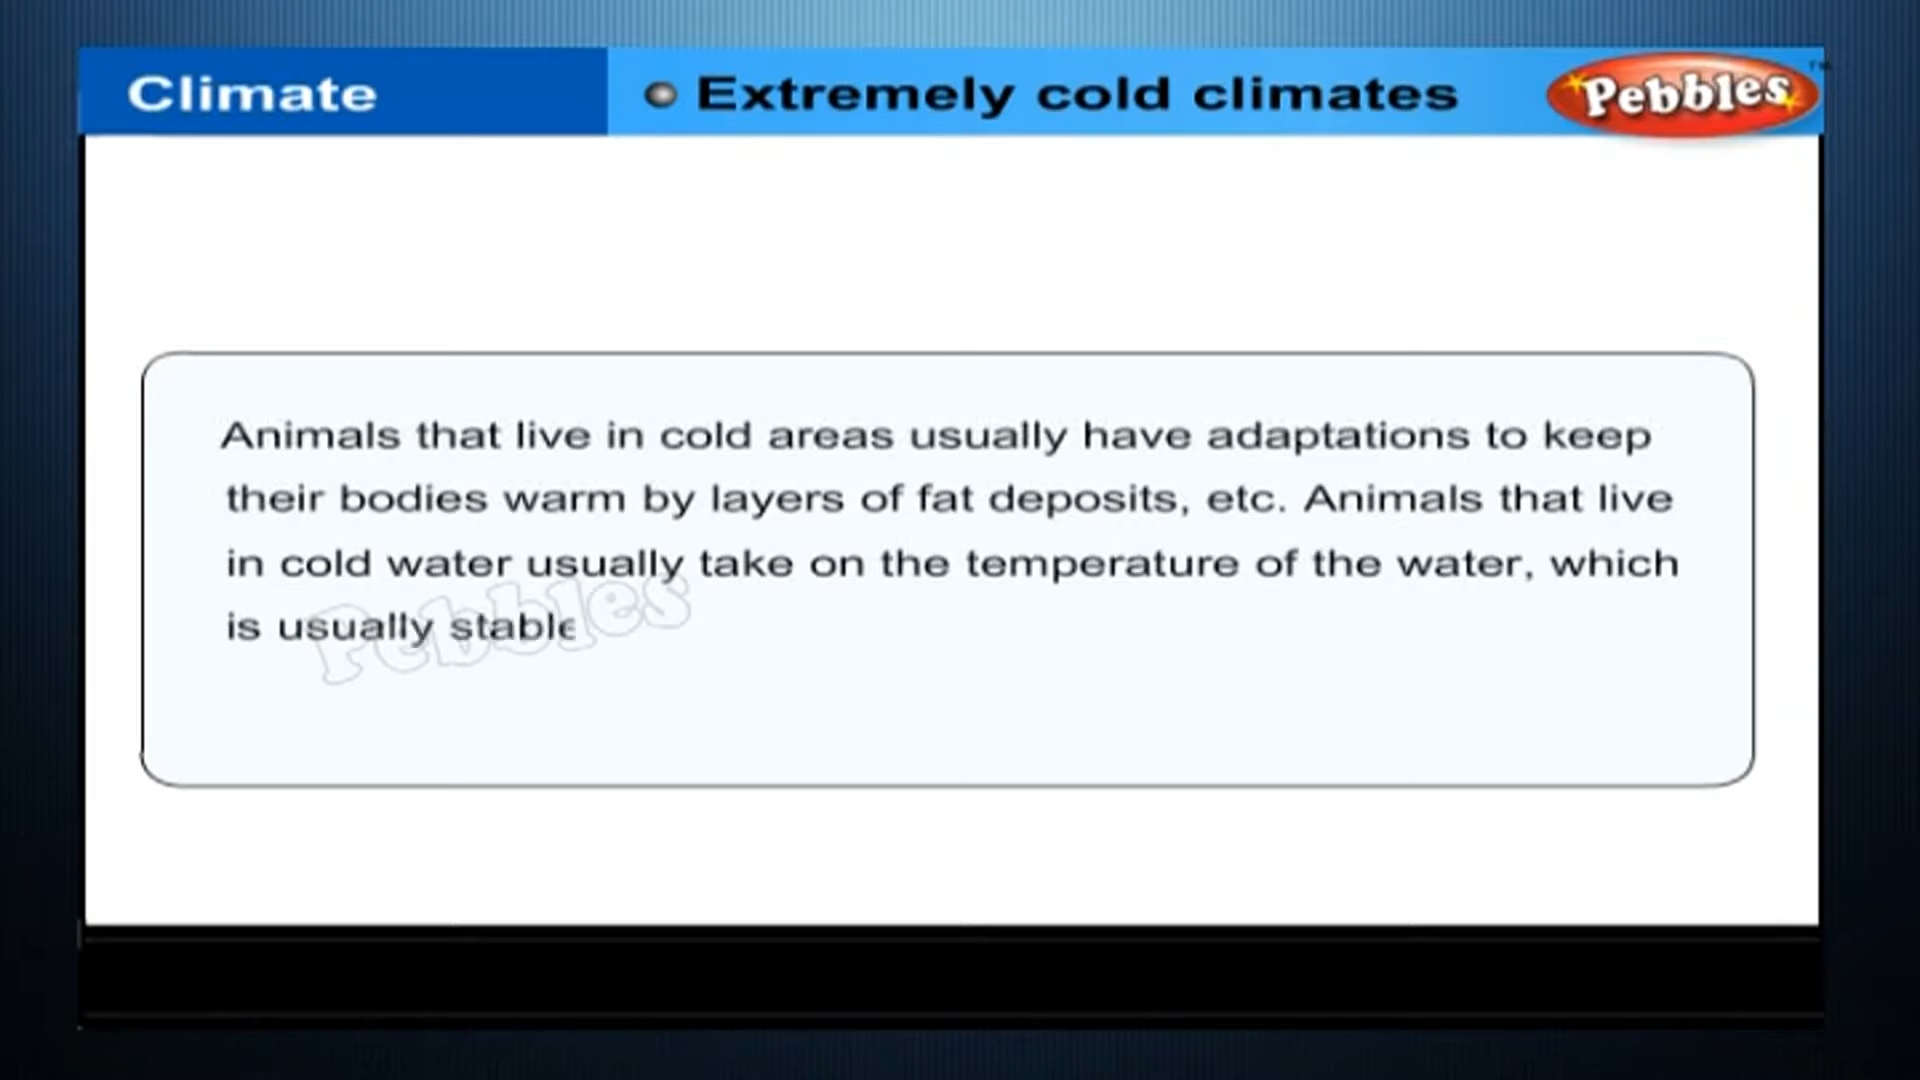 Climate
Extremely cold climates
Pebbles
TM
Animals that live in cold areas usually have adaptations to keep
their bodies warm by layers of fat deposits, etc. Animals that live
in cold water usually take on the temperature of the water, which
is usually stable
Pebbles